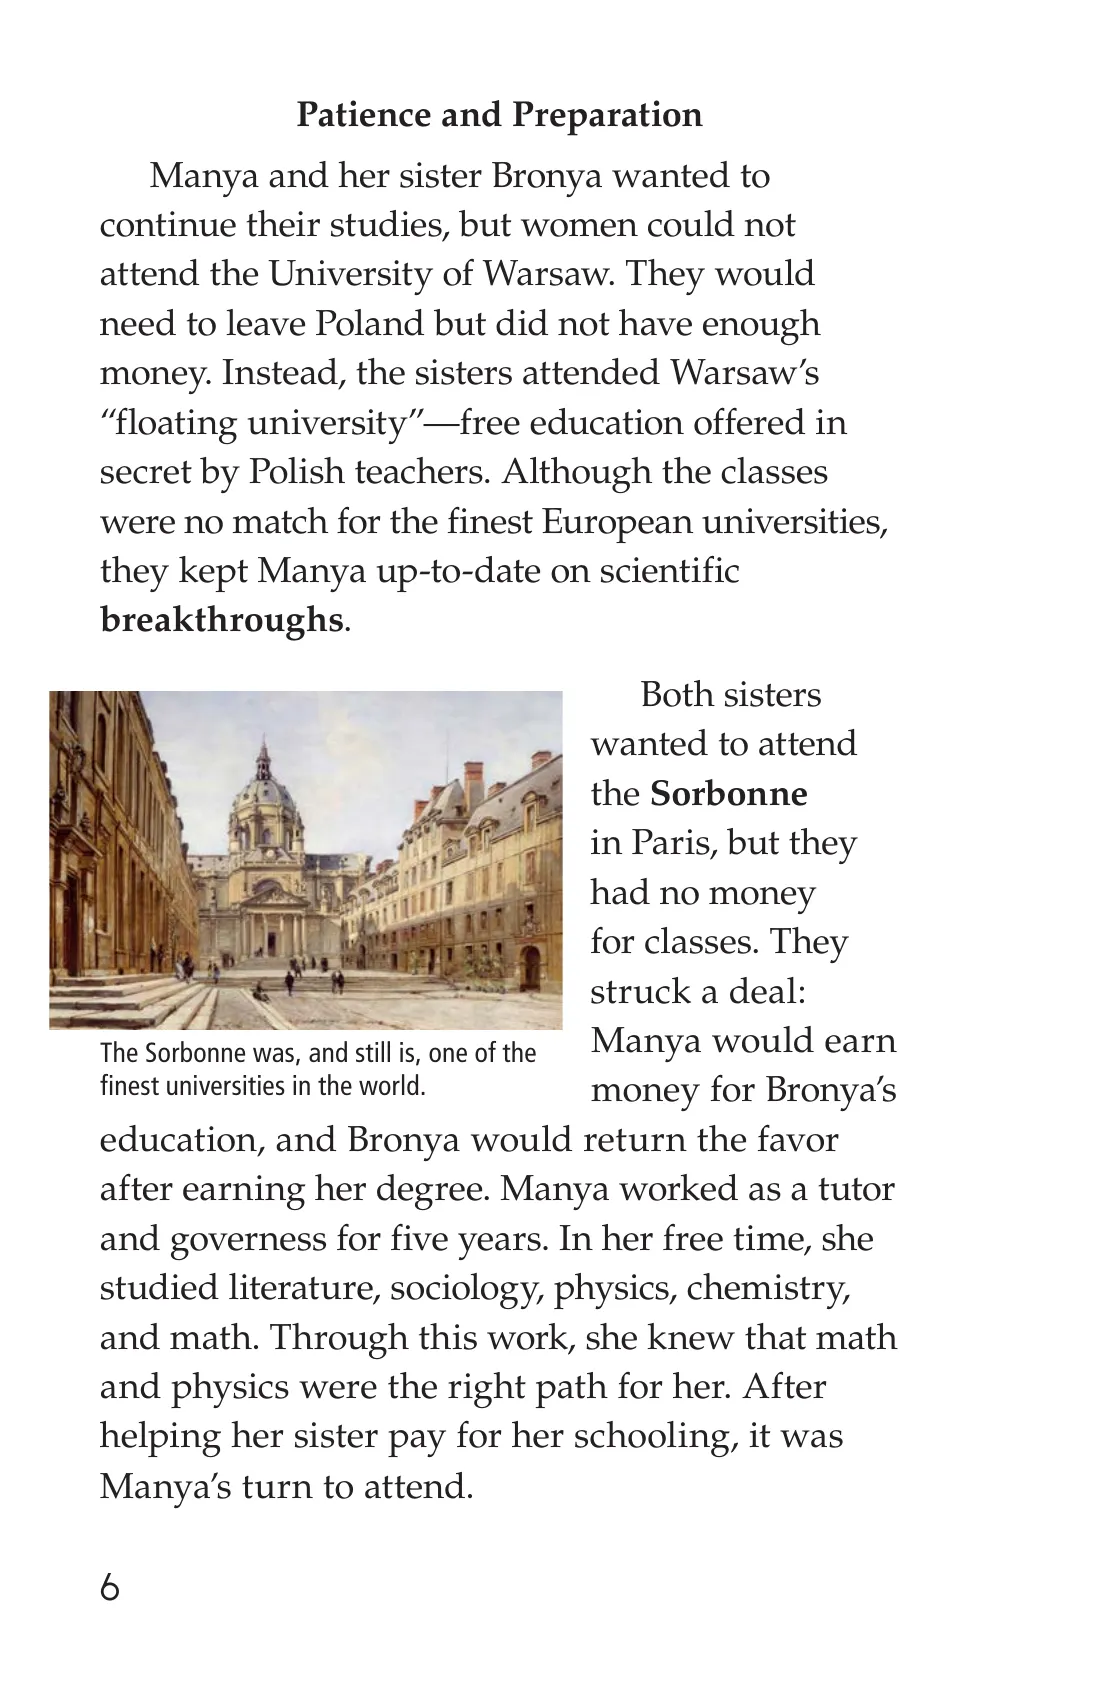 Patience and Preparation
Manya and her sister Bronya wanted to
continue their studies, but women could not
attend the University of Warsaw. They would
need to leave Poland but did not have enough
money. Instead, the sisters attended Warsaw’s
“floating university”—free education offered in
secret by Polish teachers. Although the classes
were no match for the finest European universities,
they kept Manya up-to-date on scientific
breakthroughs.
Both sisters
wanted to attend
the Sorbonne
in Paris, but they
had no money
for classes. They
struck a deal:
Manya would earn
money for Bronya’s
The Sorbonne was, and still is, one of the
finest universities in the world.
education, and Bronya would return the favor
after earning her degree. Manya worked as a tutor
and governess for five years. In her free time, she
studied literature, sociology, physics, chemistry,
and math. Through this work, she knew that math
and physics were the right path for her. After
helping her sister pay for her schooling, it was
Manya’s turn to attend.
6